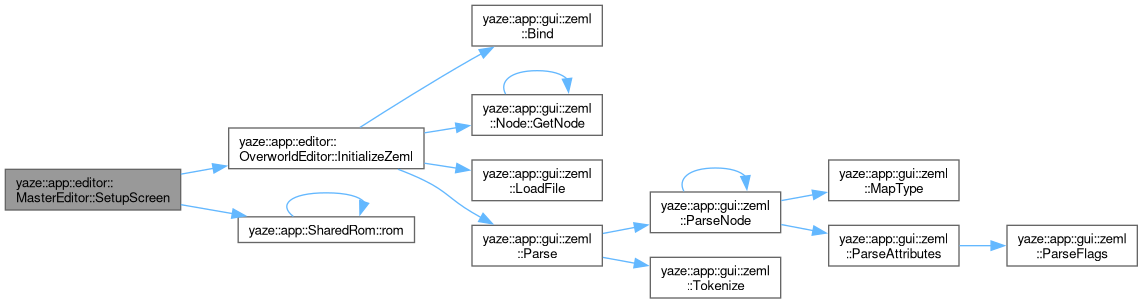 yaze::app::editor::
MasterEditor::SetupScreen
yaze::app::editor::
OverworldEditor::InitializeZeml
yaze::app::SharedRom::rom
yaze::app::gui::zeml
::Bind
yaze::app::gui::zeml
::Node::GetNode
yaze::app::gui::zeml
::LoadFile
yaze::app::gui::zeml
::Parse
yaze::app::gui::zeml
::ParseNode
yaze::app::gui::zeml
::Tokenize
yaze::app::gui::zeml
::MapType
yaze::app::gui::zeml
::ParseAttributes
yaze::app::gui::zeml
::ParseFlags